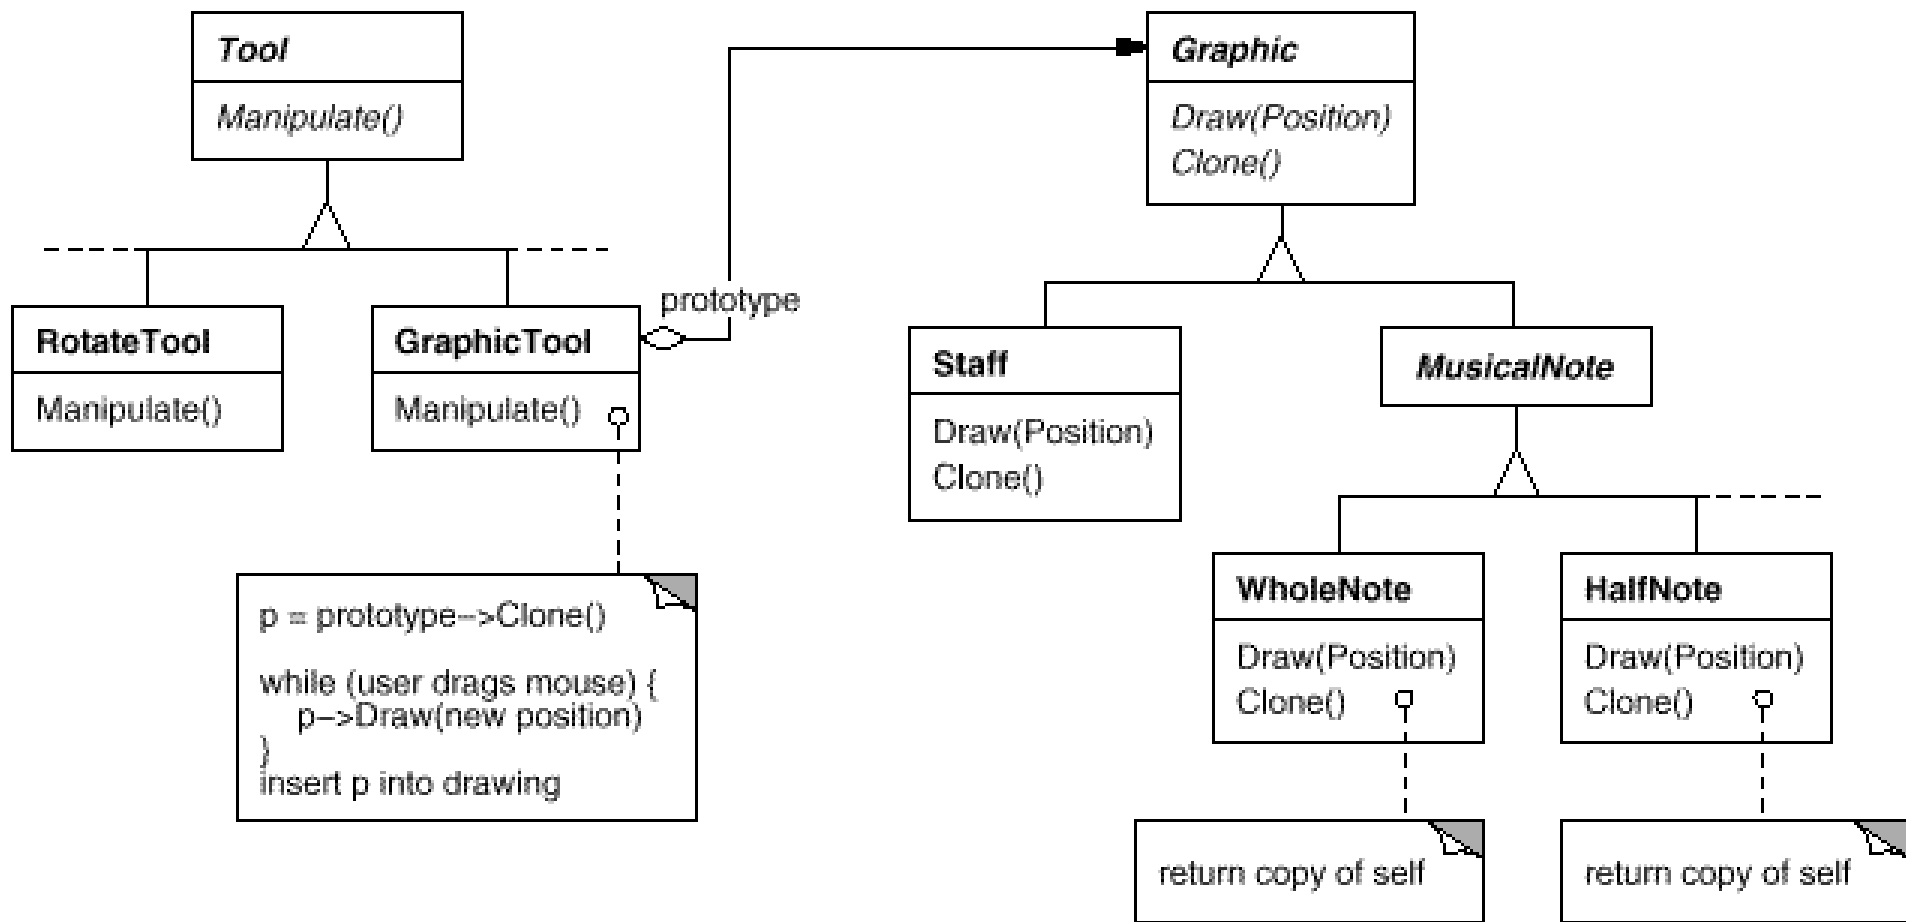 Tool
Manipulate()
Graphic
Draw(Position)
Clone()
prototype
RotateTool
Manipulate()
GraphicTool
Manipulate()
Staff
Draw(Position)
Clone()
MusicalNote
p = prototype–>Clone()
while (user drags mouse) {
p–>Draw(new position)
}
insert p into drawing
WholeNote
Draw(Position)
Clone()
HalfNote
Draw(Position)
Clone()
return copy of self
return copy of self